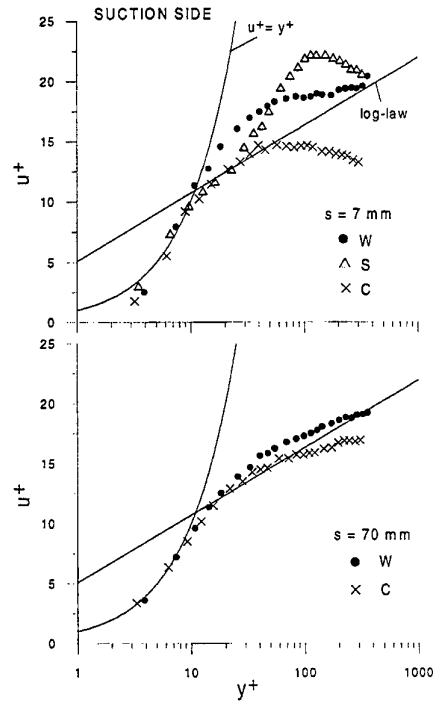 SUCTION SIDE
25
20
15
10
5
0
u⁺
u⁺= y⁺
log-law
s = 7 mm
W
S
C
25
20
15
10
5
0
u⁺
s = 70 mm
W
C
1 10 100 1000
y⁺